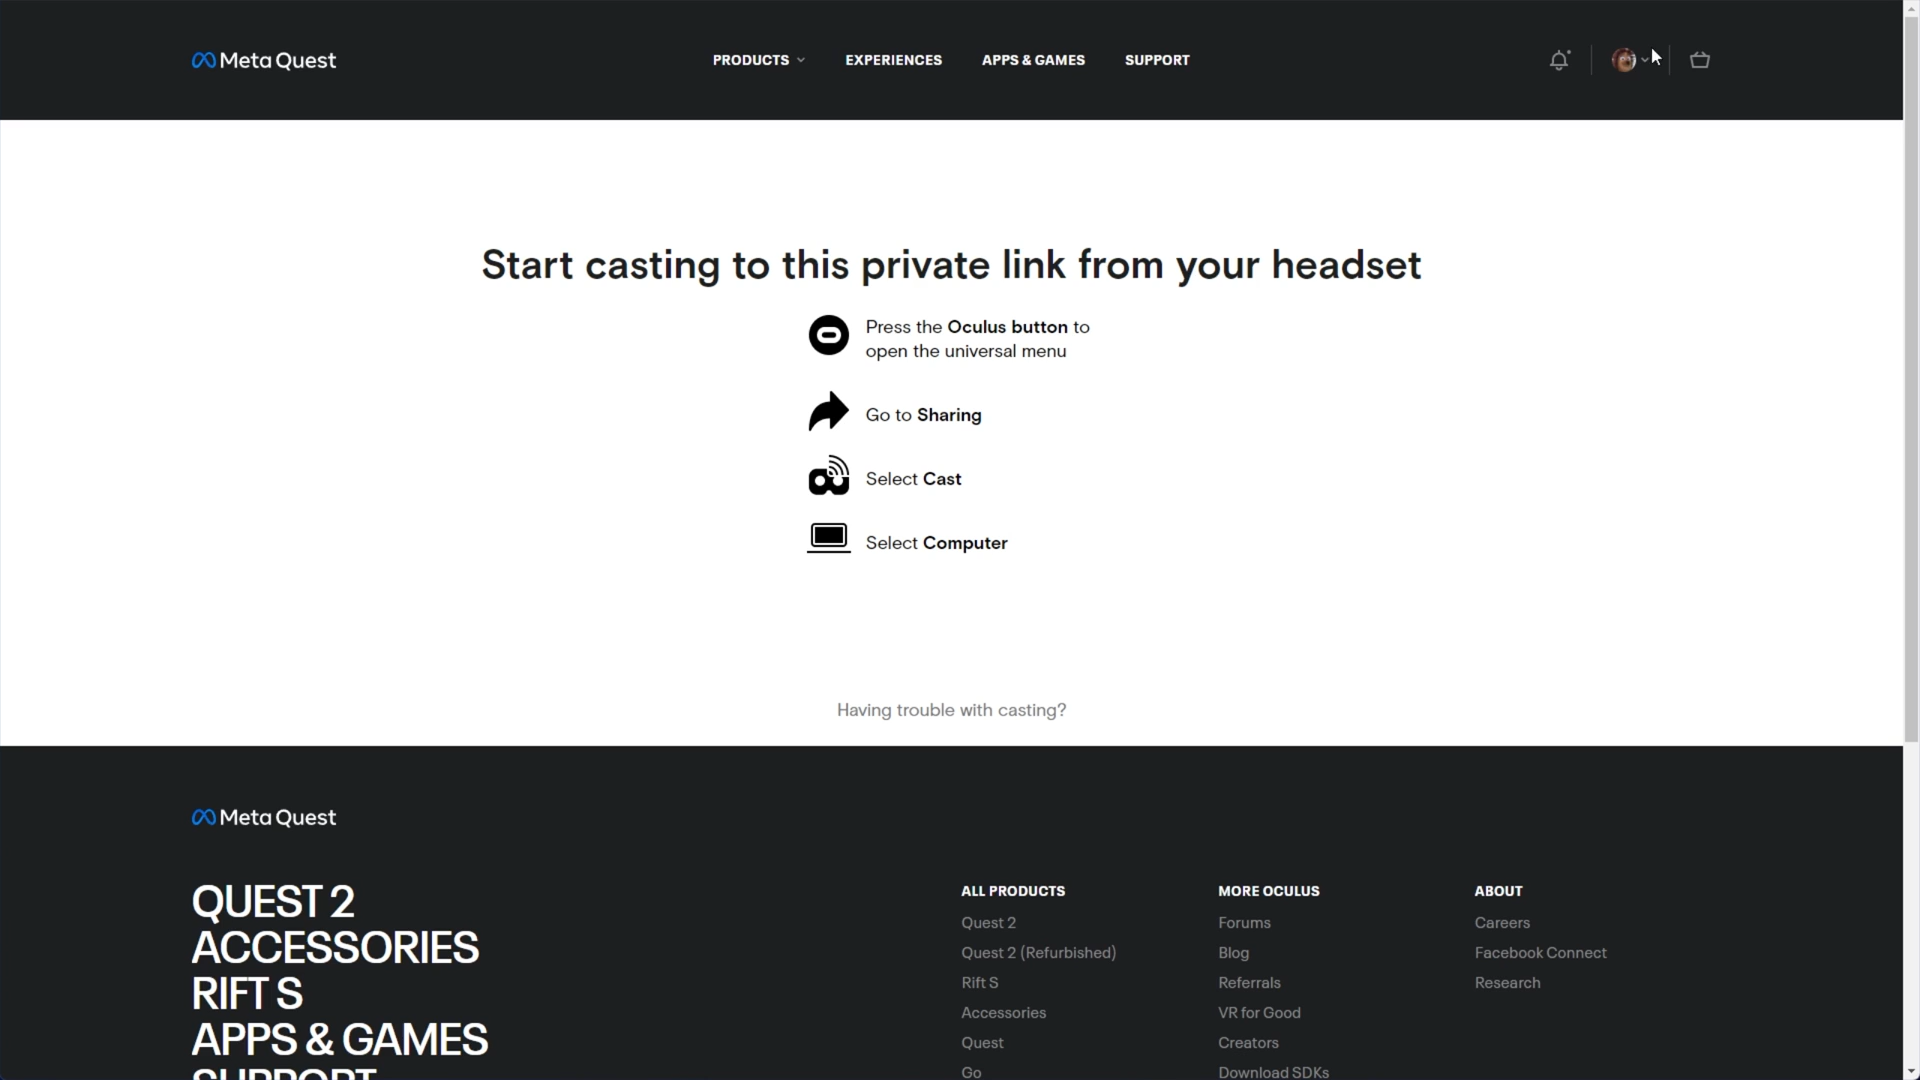 Meta Quest
PRODUCTS
EXPERIENCES
APPS & GAMES
SUPPORT
Start casting to this private link from your headset
Press the Oculus button to
open the universal menu
Go to Sharing
Select Cast
Select Computer
Having trouble with casting?
Meta Quest
QUEST 2
ACCESSORIES
RIFT S
APPS & GAMES
SUPPORT
ALL PRODUCTS
Quest 2
Quest 2 (Refurbished)
Rift S
Accessories
Quest
Go
MORE OCULUS
Forums
Blog
Referrals
VR for Good
Creators
Download SDKs
ABOUT
Careers
Facebook Connect
Research